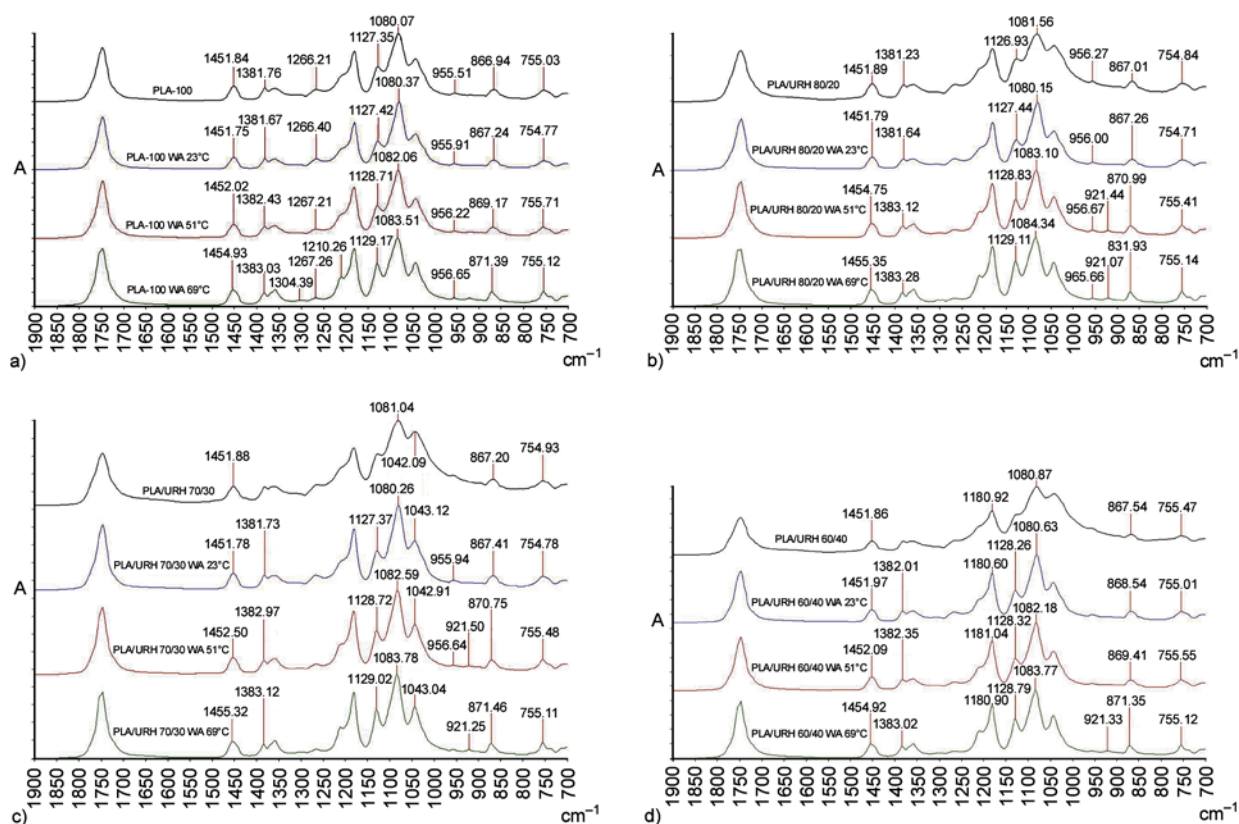 1080.07
1127.35
1451.84 1266.21 866.94 755.03
1381.76 955.51
PLA-100
1080.37
1127.42
1381.67
1451.75 1266.40 867.24 754.77
955.91
PLA-100 WA 23°C
1082.06
1128.71
1452.02 1382.43 1267.21 869.17 755.71
956.22
PLA-100 WA 51°C
1083.51
1210.26 1129.17
1454.93 1267.26 871.39 755.12
1383.03 956.65
1304.39
PLA-100 WA 69°C
A
1900 1850 1800 1750 1700 1650 1600 1550 1500 1450 1400 1350 1300 1250 1200 1150 1100 1050 1000 950 900 850 800 750 700
cm⁻¹
a)
1081.56
1126.93
1451.89 1381.23 956.27 754.84
867.01
PLA/URH 80/20
1080.15
1127.44
1451.79 867.26 754.71
1381.64 956.00
PLA/URH 80/20 WA 23°C
1083.10
1128.83 870.99
1454.75 921.44 755.41
1383.12 956.67
PLA/URH 80/20 WA 51°C
1084.34
1129.11 831.93
1455.35 921.07 755.14
1383.28 965.66
PLA/URH 80/20 WA 69°C
A
1900 1850 1800 1750 1700 1650 1600 1550 1500 1450 1400 1350 1300 1250 1200 1150 1100 1050 1000 950 900 850 800 750 700
cm⁻¹
b)
1081.04
1451.88 754.93
1042.09 867.20
PLA/URH 70/30
1080.26
1381.73 1127.37 1043.12
1451.78 867.41 754.78
955.94
PLA/URH 70/30 WA 23°C
1082.59
1382.97 1128.72 1042.91 870.75
1452.50 921.50 755.48
956.64
PLA/URH 70/30 WA 51°C
1083.78
1383.12 1129.02 1043.04
1455.32 871.46 755.11
921.25
PLA/URH 70/30 WA 69°C
A
1900 1850 1800 1750 1700 1650 1600 1550 1500 1450 1400 1350 1300 1250 1200 1150 1100 1050 1000 950 900 850 800 750 700
cm⁻¹
c)
1080.87
1180.92 867.54 755.47
1451.86
PLA/URH 60/40
1080.63
1128.26
1382.01 1180.60
1451.97 868.54 755.01
PLA/URH 60/40 WA 23°C
1082.18
1128.32
1382.35 1181.04
1452.09 869.41 755.55
PLA/URH 60/40 WA 51°C
1083.77
1128.79
1454.92 1180.90 871.35 755.12
1383.02 921.33
PLA/URH 60/40 WA 69°C
A
1900 1850 1800 1750 1700 1650 1600 1550 1500 1450 1400 1350 1300 1250 1200 1150 1100 1050 1000 950 900 850 800 750 700
cm⁻¹
d)